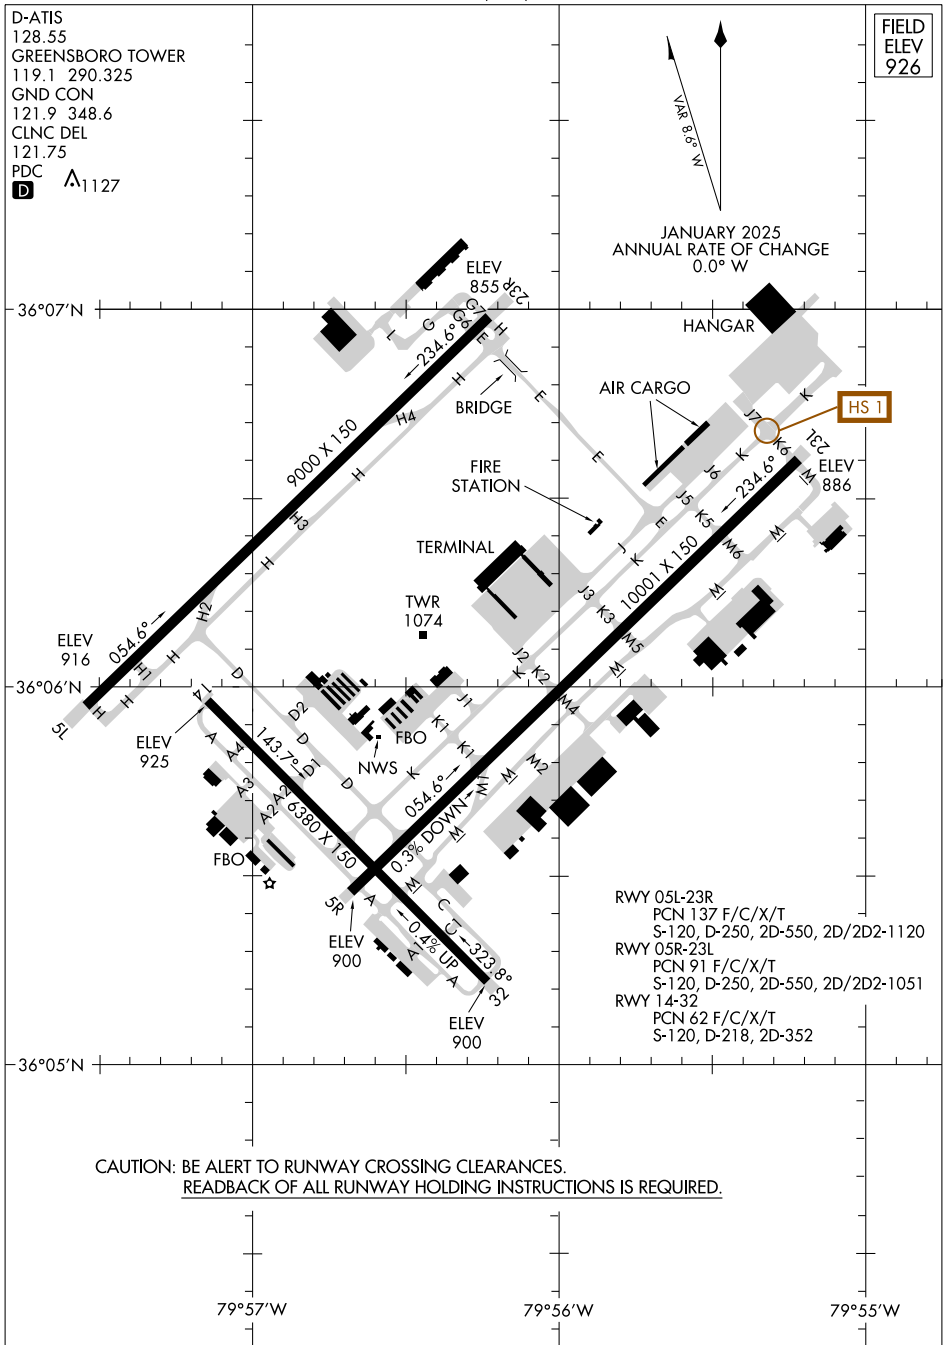 D-ATIS
128.55
GREENSBORO TOWER
119.1 290.325
GND CON
121.9 348.6
CLNC DEL
121.75
PDC
D
1127
FIELD
ELEV
926
VAR 8.6° W
JANUARY 2025
ANNUAL RATE OF CHANGE
0.0° W
36°07'N
ELEV
855
23R
G7
G6
G
L
H
E
234.6°
HANGAR
BRIDGE
E
H
H4
9000 X 150
H
H3
H
H2
AIR CARGO
HS 1
J7
K
K6
23L
ELEV
886
K
J6
234.6°
M
E
J5
K5
FIRE
STATION
E
M6
M
J
K
10001 X 150
M
TERMINAL
TWR
1074
J3
K3
M5
M
ELEV
916
054.6°
H1
H
H
H
5L
36°06'N
D
J2
K
K2
M4
14
ELEV
925
D2
D
D1
D
J1
K1
K1
FBO
NWS
K
A
A4
143.7°
A3
A2
A2
6380 X 150
054.6°
0.3% DOWN
M1
M
M2
M
FBO
5R
ELEV
900
A
M
C
C1
323.8°
0.4% UP
A1
A
32
ELEV
900
RWY 05L-23R
PCN 137 F/C/X/T
S-120, D-250, 2D-550, 2D/2D2-1120
RWY 05R-23L
PCN 91 F/C/X/T
S-120, D-250, 2D-550, 2D/2D2-1051
RWY 14-32
PCN 62 F/C/X/T
S-120, D-218, 2D-352
36°05'N
CAUTION: BE ALERT TO RUNWAY CROSSING CLEARANCES.
READBACK OF ALL RUNWAY HOLDING INSTRUCTIONS IS REQUIRED.
79°57'W
79°56'W
79°55'W